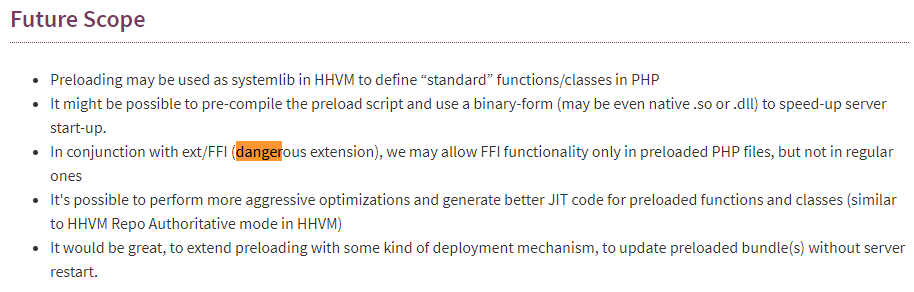 Future Scope
Preloading may be used as systemlib in HHVM to define “standard” functions/classes in PHP
It might be possible to pre-compile the preload script and use a binary-form (may be even native .so or .dll) to speed-up server
start-up.
In conjunction with ext/FFI (dangerous extension), we may allow FFI functionality only in preloaded PHP files, but not in regular
ones
It's possible to perform more aggressive optimizations and generate better JIT code for preloaded functions and classes (similar
to HHVM Repo Authoritative mode in HHVM)
It would be great, to extend preloading with some kind of deployment mechanism, to update preloaded bundle(s) without server
restart.